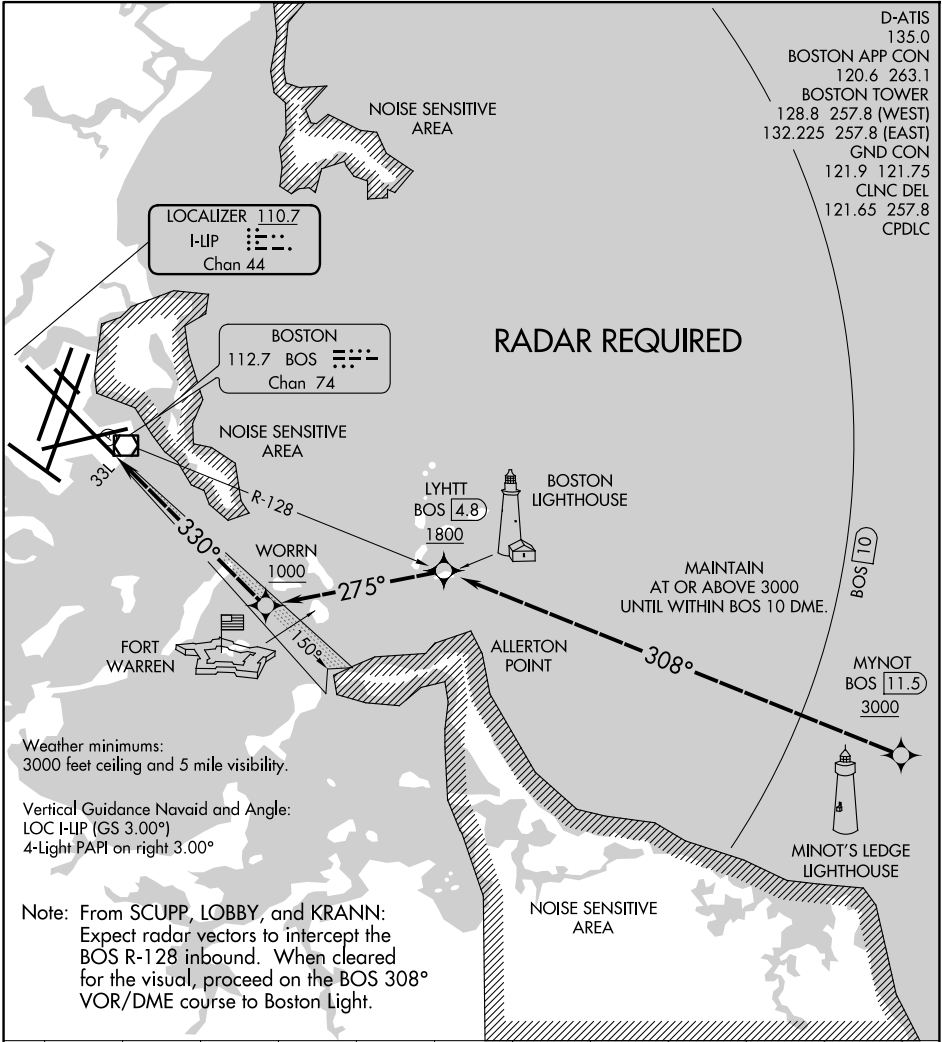 D-ATIS
135.0
BOSTON APP CON
120.6 263.1
BOSTON TOWER
128.8 257.8 (WEST)
132.225 257.8 (EAST)
GND CON
121.9 121.75
CLNC DEL
121.65 257.8
CPDLC
NOISE SENSITIVE
AREA
LOCALIZER 110.7
I-LIP
Chan 44
BOSTON
112.7 BOS
Chan 74
RADAR REQUIRED
NOISE SENSITIVE
AREA
33L
R-128
LYHTT
BOS 4.8
1800
BOSTON
LIGHTHOUSE
330°
WORRN
1000
275°
MAINTAIN
AT OR ABOVE 3000
UNTIL WITHIN BOS 10 DME.
BOS 10
FORT
WARREN
150°
ALLERTON
POINT
308°
MYNOT
BOS 11.5
3000
Weather minimums:
3000 feet ceiling and 5 mile visibility.
Vertical Guidance Navaid and Angle:
LOC I-LIP (GS 3.00°)
4-Light PAPI on right 3.00°
MINOT'S LEDGE
LIGHTHOUSE
NOISE SENSITIVE
AREA
Note: From SCUPP, LOBBY, and KRANN:
Expect radar vectors to intercept the
BOS R-128 inbound. When cleared
for the visual, proceed on the BOS 308°
VOR/DME course to Boston Light.